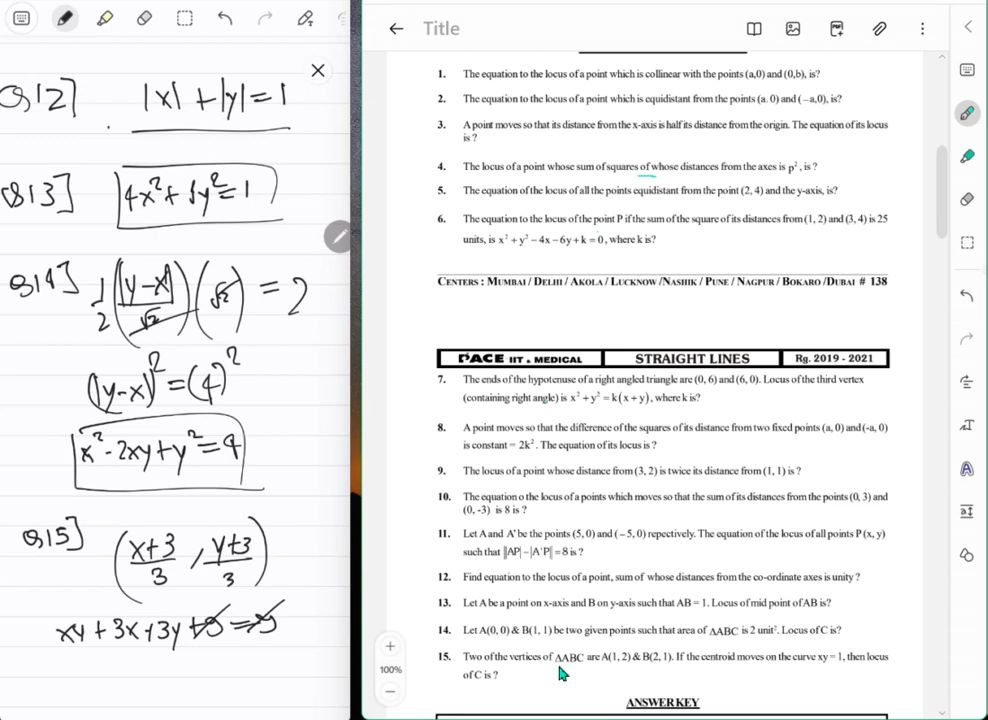 Q12] |x| + |y| = 1
Q13] 4x² + 4y² = 1
Q14] 1/2 (|y-x|/√2)(√2) = 2
(|y-x|)² = (4)²
x² - 2xy + y² = 4
Q15] (x+3/3, y+3/3)
xy + 3x + 3y + 9 = 9
Title
1. The equation to the locus of a point which is collinear with the points (a,0) and (0,b), is?
2. The equation to the locus of a point which is equidistant from the points (a. 0) and (−a,0), is?
3. A point moves so that its distance from the x-axis is half its distance from the origin. The equation of its locus
is ?
4. The locus of a point whose sum of squares of whose distances from the axes is p², is ?
5. The equation of the locus of all the points equidistant from the point (2, 4) and the y-axis, is?
6. The equation to the locus of the point P if the sum of the square of its distances from (1, 2) and (3, 4) is 25
units, is x² + y² − 4x − 6y + k = 0, where k is?
CENTERS : MUMBAI / DELHI / AKOLA / LUCKNOW /NASHIK / PUNE / NAGPUR / BOKARO /DUBAI # 138
PACE IIT & MEDICAL STRAIGHT LINES Rg. 2019 - 2021
7. The ends of the hypotenuse of a right angled triangle are (0, 6) and (6, 0). Locus of the third vertex
(containing right angle) is x² + y² = k(x + y), where k is?
8. A point moves so that the difference of the squares of its distance from two fixed points (a, 0) and (-a, 0)
is constant = 2k². The equation of its locus is ?
9. The locus of a point whose distance from (3, 2) is twice its distance from (1, 1) is ?
10. The equation o the locus of a points which moves so that the sum of its distances from the points (0, 3) and
(0, -3) is 8 is ?
11. Let A and A' be the points (5, 0) and (−5, 0) repectively. The equation of the locus of all points P (x, y)
such that ||AP| − |A'P|| = 8 is ?
12. Find equation to the locus of a point, sum of whose distances from the co-ordinate axes is unity ?
13. Let A be a point on x-axis and B on y-axis such that AB = 1. Locus of mid point of AB is?
14. Let A(0, 0) & B(1, 1) be two given points such that area of ΔABC is 2 unit². Locus of C is ?
15. Two of the vertices of ΔABC are A(1, 2) & B(2, 1). If the centroid moves on the curve xy = 1, then locus
of C is ?
100%
ANSWER KEY